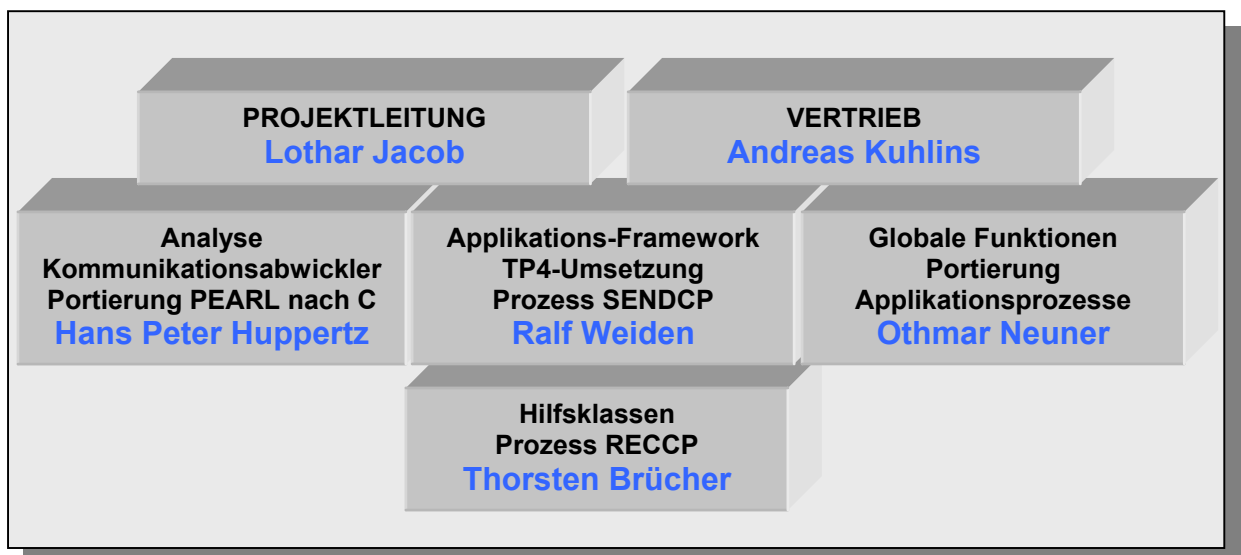 PROJEKTLEITUNG
Lothar Jacob
VERTRIEB
Andreas Kuhlins
Analyse
Kommunikationsabwickler
Portierung PEARL nach C
Hans Peter Huppertz
Applikations-Framework
TP4-Umsetzung
Prozess SENDCP
Ralf Weiden
Globale Funktionen
Portierung
Applikationsprozesse
Othmar Neuner
Hilfsklassen
Prozess RECCP
Thorsten Brücher